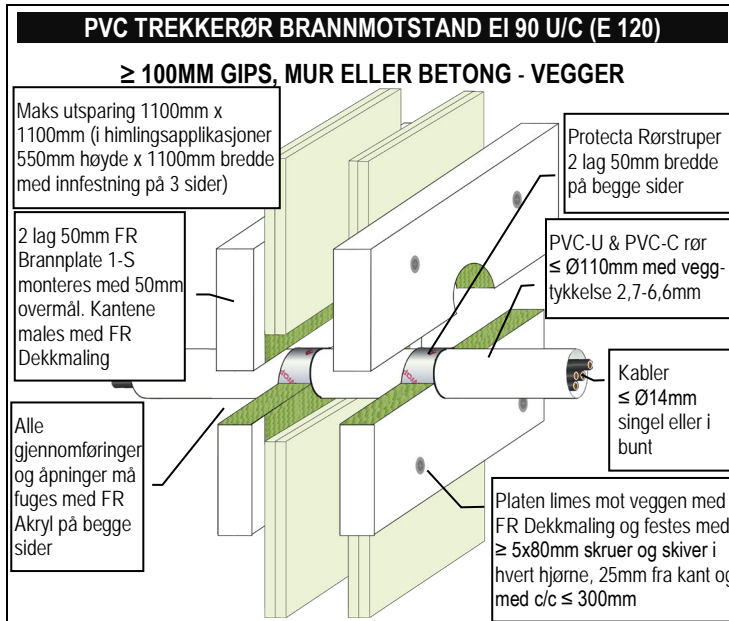 PVC TREKKERØR BRANNMOTSTAND EI 90 U/C (E 120)
≥ 100MM GIPS, MUR ELLER BETONG - VEGGER
Maks utsparing 1100mm x
1100mm (i himlingsapplikasjoner
550mm høyde x 1100mm bredde
med innfestning på 3 sider)
Protecta Rørstruper
2 lag 50mm bredde
på begge sider
2 lag 50mm FR
Brannplate 1-S
monteres med 50mm
overmål. Kantene
males med FR
Dekkmaling
PVC-U & PVC-C rør
≤ Ø110mm med vegg-
tykkelse 2,7-6,6mm
Kabler
≤ Ø14mm
singel eller i
bunt
Alle
gjennomføringer
og åpninger må
fuges med FR
Akryl på begge
sider
Platen limes mot veggen med
FR Dekkmaling og festes med
≥ 5x80mm skruer og skiver i
hvert hjørne, 25mm fra kant og
med c/c ≤ 300mm